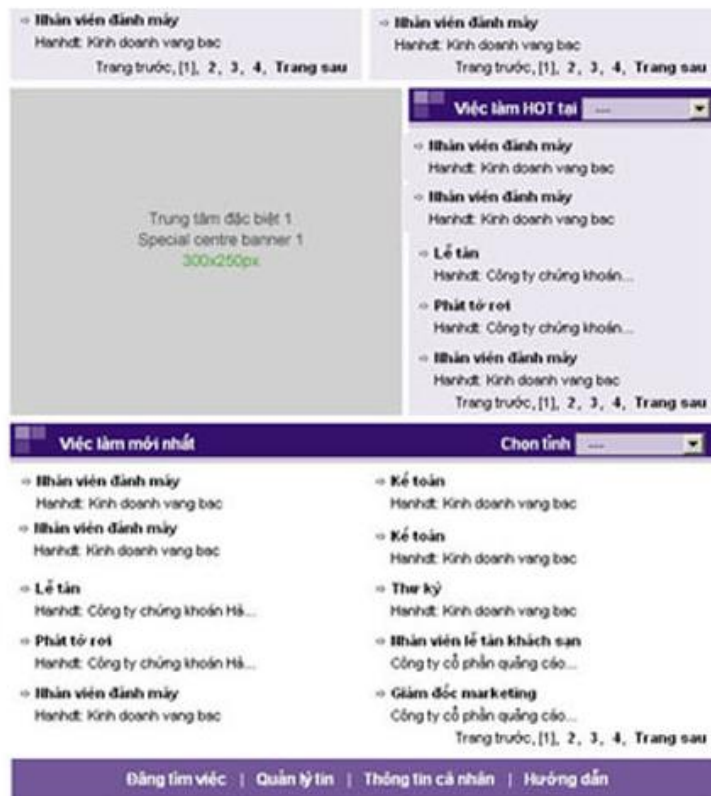 Nhân viên đánh máy
Hanhdt: Kinh doanh vang bac
Trang trước, [1], 2, 3, 4, Trang sau
Nhân viên đánh máy
Hanhdt: Kinh doanh vang bac
Trang trước, [1], 2, 3, 4, Trang sau
Trung tâm đặc biệt 1
Special centre banner 1
300x250px
Việc làm HOT tại ---
Nhân viên đánh máy
Hanhdt: Kinh doanh vang bac
Nhân viên đánh máy
Hanhdt: Kinh doanh vang bac
Lễ tân
Hanhdt: Công ty chứng khoán...
Phát tờ rơi
Hanhdt: Công ty chứng khoán...
Nhân viên đánh máy
Hanhdt: Kinh doanh vang bac
Trang trước, [1], 2, 3, 4, Trang sau
Việc làm mới nhất
Chọn tỉnh ---
Nhân viên đánh máy
Hanhdt: Kinh doanh vang bac
Nhân viên đánh máy
Hanhdt: Kinh doanh vang bac
Lễ tân
Hanhdt: Công ty chứng khoán Hả...
Phát tờ rơi
Hanhdt: Công ty chứng khoán Hả...
Nhân viên đánh máy
Hanhdt: Kinh doanh vang bac
Kế toán
Hanhdt: Kinh doanh vang bac
Kế toán
Hanhdt: Kinh doanh vang bac
Thư ký
Hanhdt: Kinh doanh vang bac
Nhân viên lễ tân khách sạn
Công ty cổ phần quảng cáo...
Giám đốc marketing
Công ty cổ phần quảng cáo...
Trang trước, [1], 2, 3, 4, Trang sau
Đăng tìm việc | Quản lý tin | Thông tin cá nhân | Hướng dẫn